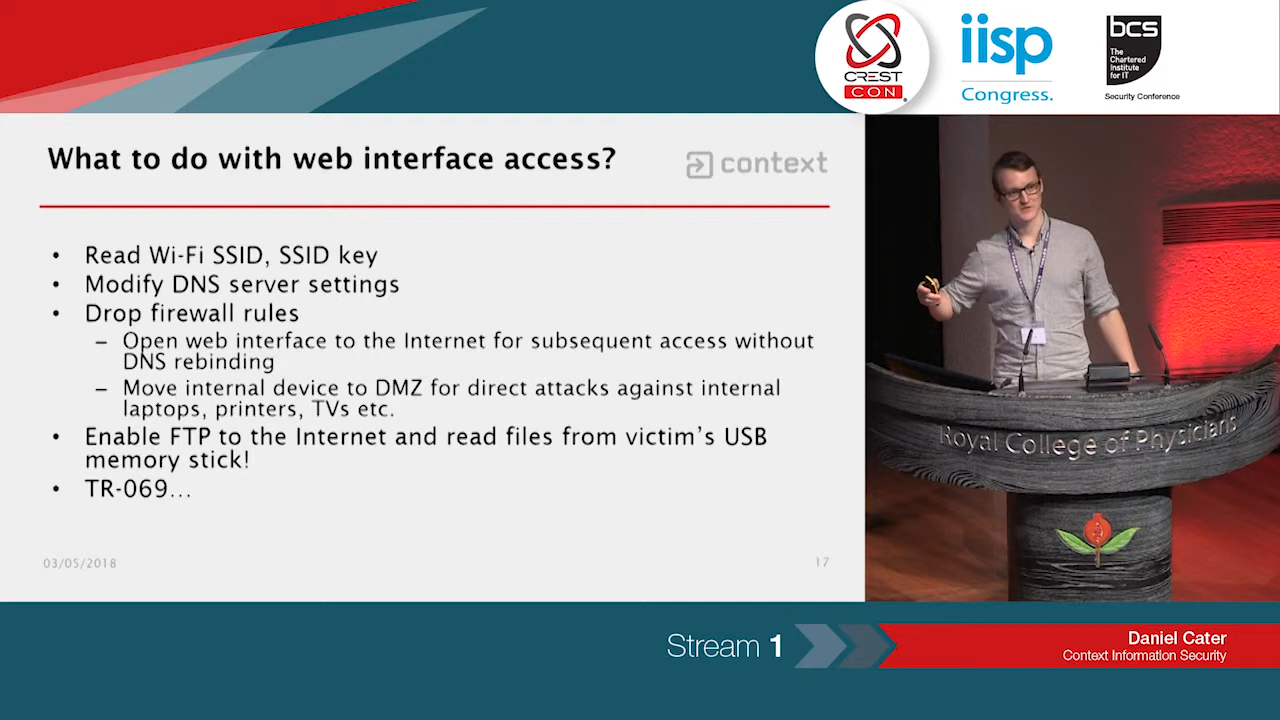 CREST
CON
iisp
Congress.
bcs
The
Chartered
Institute
for IT
Security Conference
What to do with web interface access?
context
• Read Wi-Fi SSID, SSID key
• Modify DNS server settings
• Drop firewall rules
– Open web interface to the Internet for subsequent access without
DNS rebinding
– Move internal device to DMZ for direct attacks against internal
laptops, printers, TVs etc.
• Enable FTP to the Internet and read files from victim's USB
memory stick!
• TR-069...
03/05/2018
17
Royal College of Physicians
Stream 1
Daniel Cater
Context Information Security